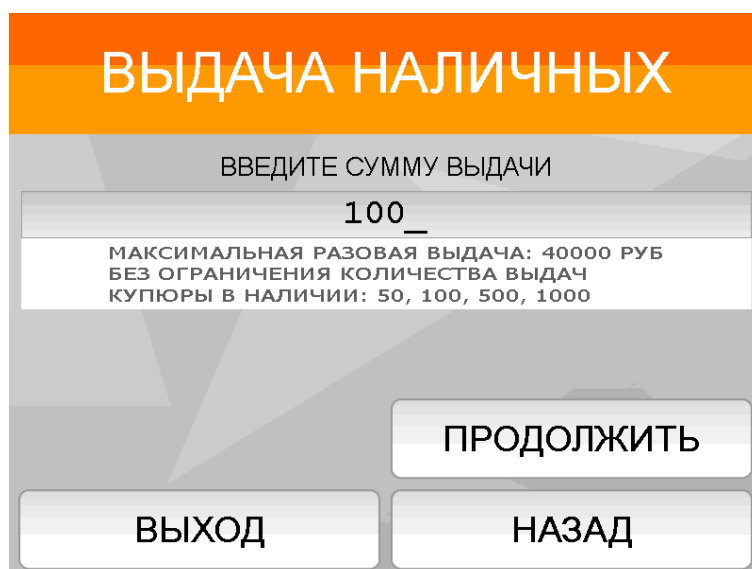 ВЫДАЧА НАЛИЧНЫХ
ВВЕДИТЕ СУММУ ВЫДАЧИ
100_
МАКСИМАЛЬНАЯ РАЗОВАЯ ВЫДАЧА: 40000 РУБ
БЕЗ ОГРАНИЧЕНИЯ КОЛИЧЕСТВА ВЫДАЧ
КУПЮРЫ В НАЛИЧИИ: 50, 100, 500, 1000
ПРОДОЛЖИТЬ
ВЫХОД
НАЗАД